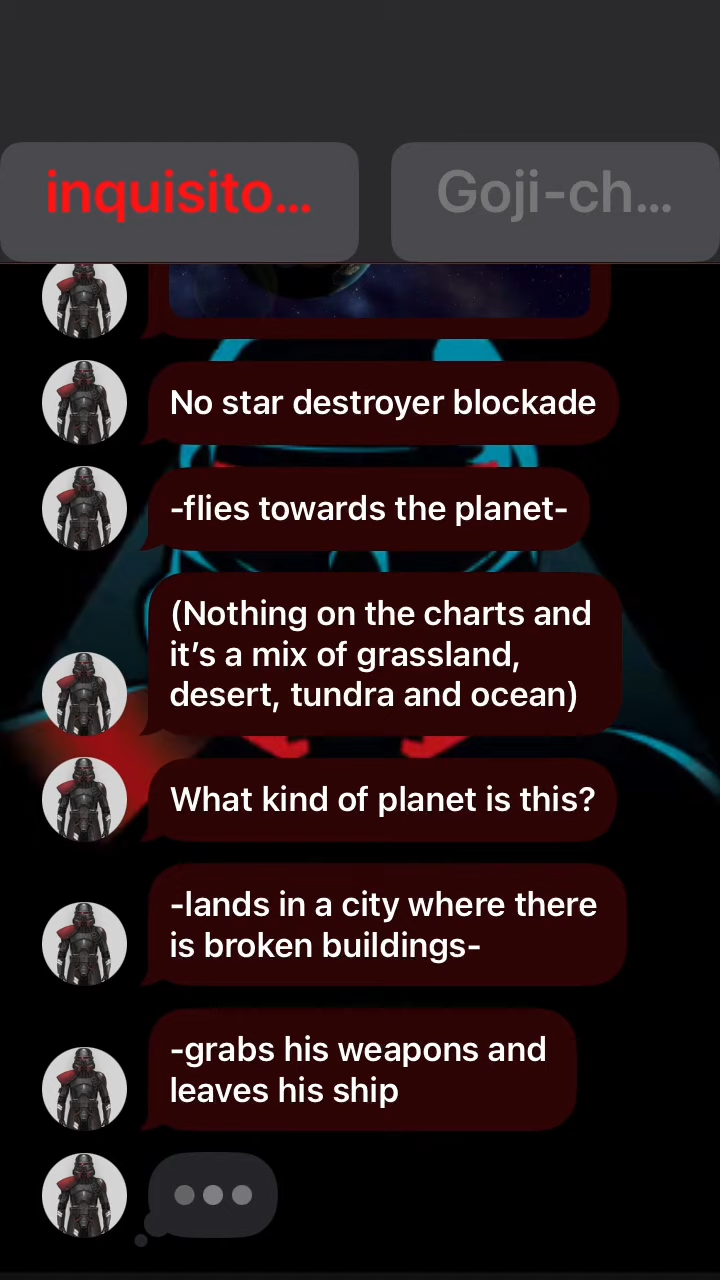 inquisito...
Goji-ch...
No star destroyer blockade
-flies towards the planet-
(Nothing on the charts and
it’s a mix of grassland,
desert, tundra and ocean)
What kind of planet is this?
-lands in a city where there
is broken buildings-
-grabs his weapons and
leaves his ship